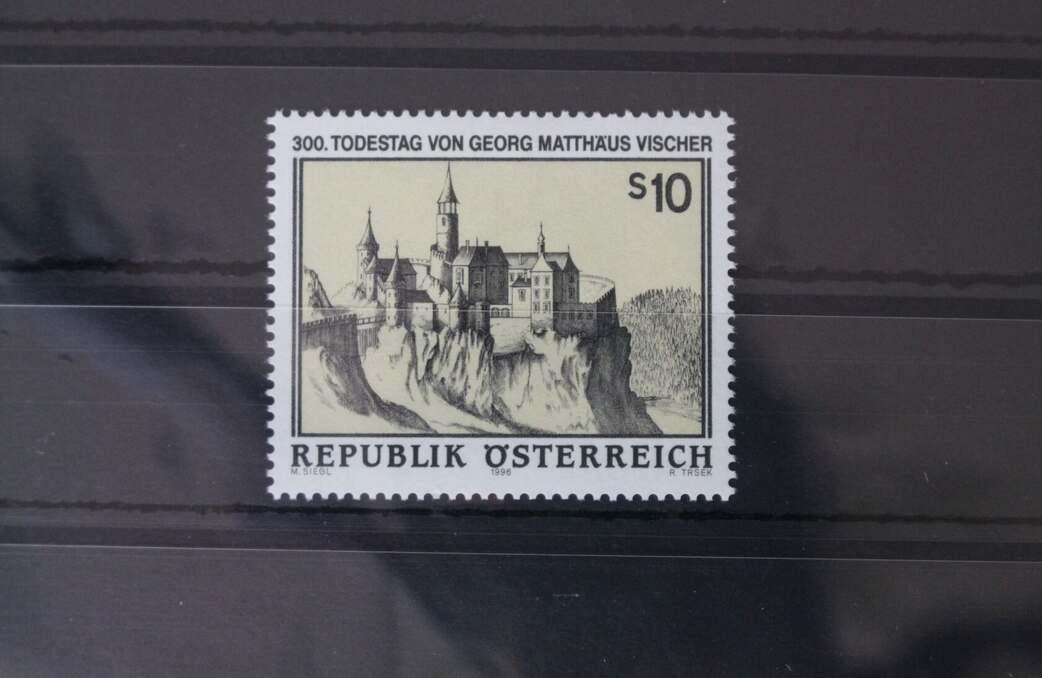 300. TODESTAG VON GEORG MATTHÄUS VISCHER
S10
REPUBLIK ÖSTERREICH
M. SIEGL 1996 R. TRSEK